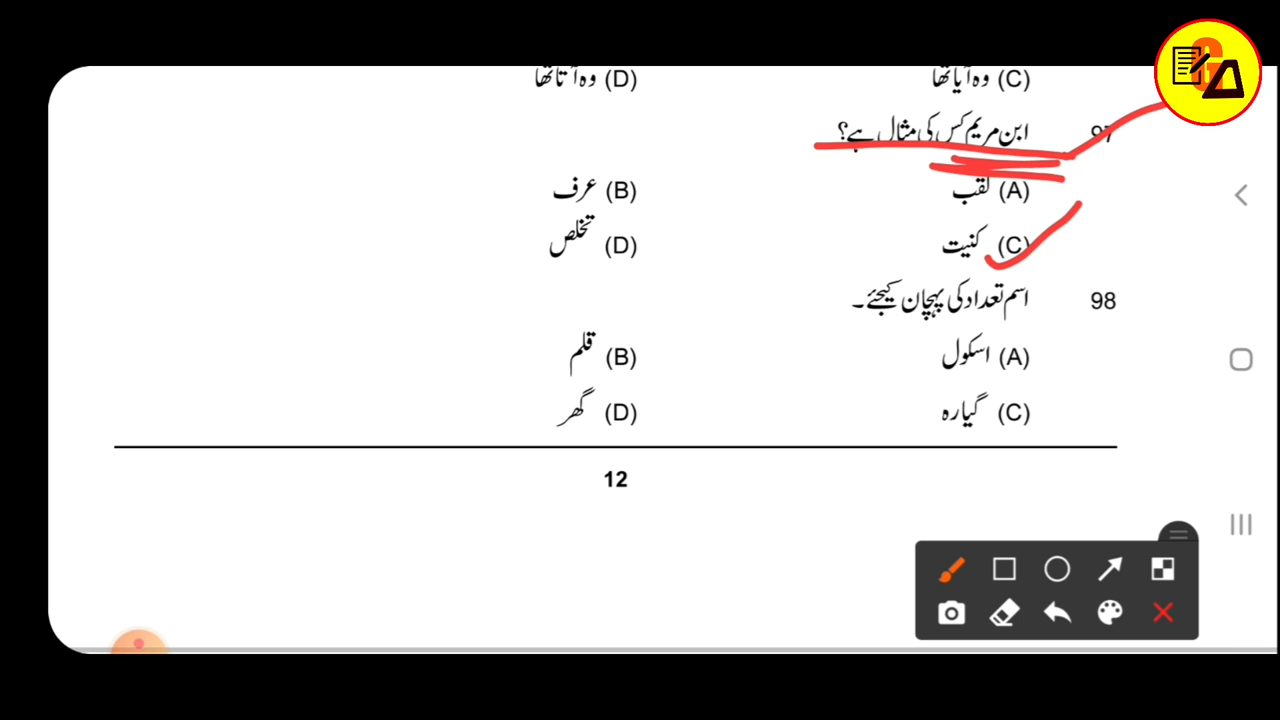 (C) وہ آیا تھا (D) وہ آتا تھا
97 ابن مریم کس کی مثال ہے؟
(A) لقب (B) عرف
(C) کنیت (D) تخلص
98 اسم تعداد کی پہچان کیجئے۔
(A) اسکول (B) قلم
(C) گیارہ (D) گھر
12
G